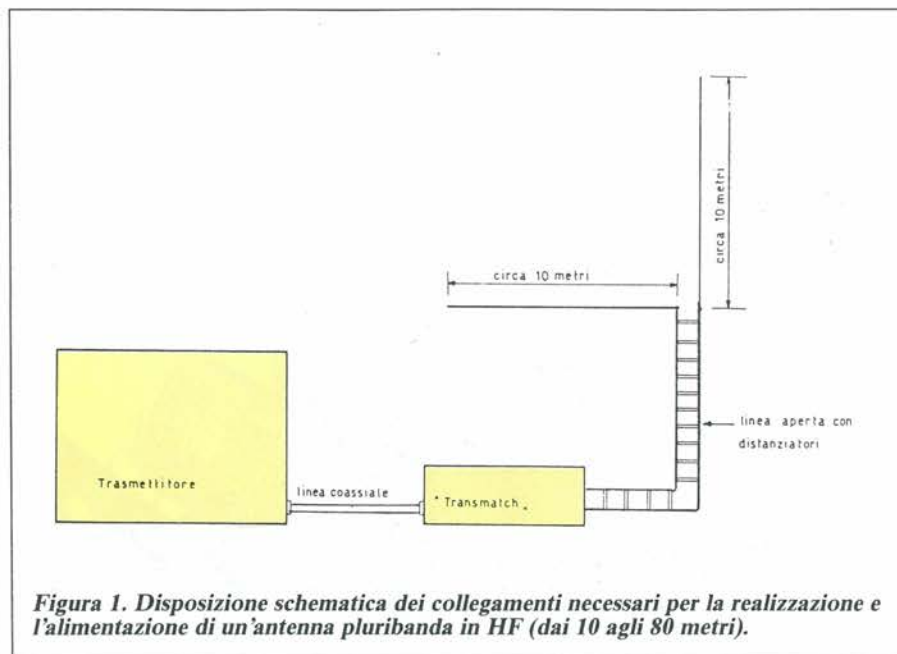 circa 10 metri
circa 10 metri
linea aperta con
distanziatori
Trasmettitore
linea coassiale
Transmatch
Figura 1. Disposizione schematica dei collegamenti necessari per la realizzazione e
l'alimentazione di un'antenna pluribanda in HF (dai 10 agli 80 metri).